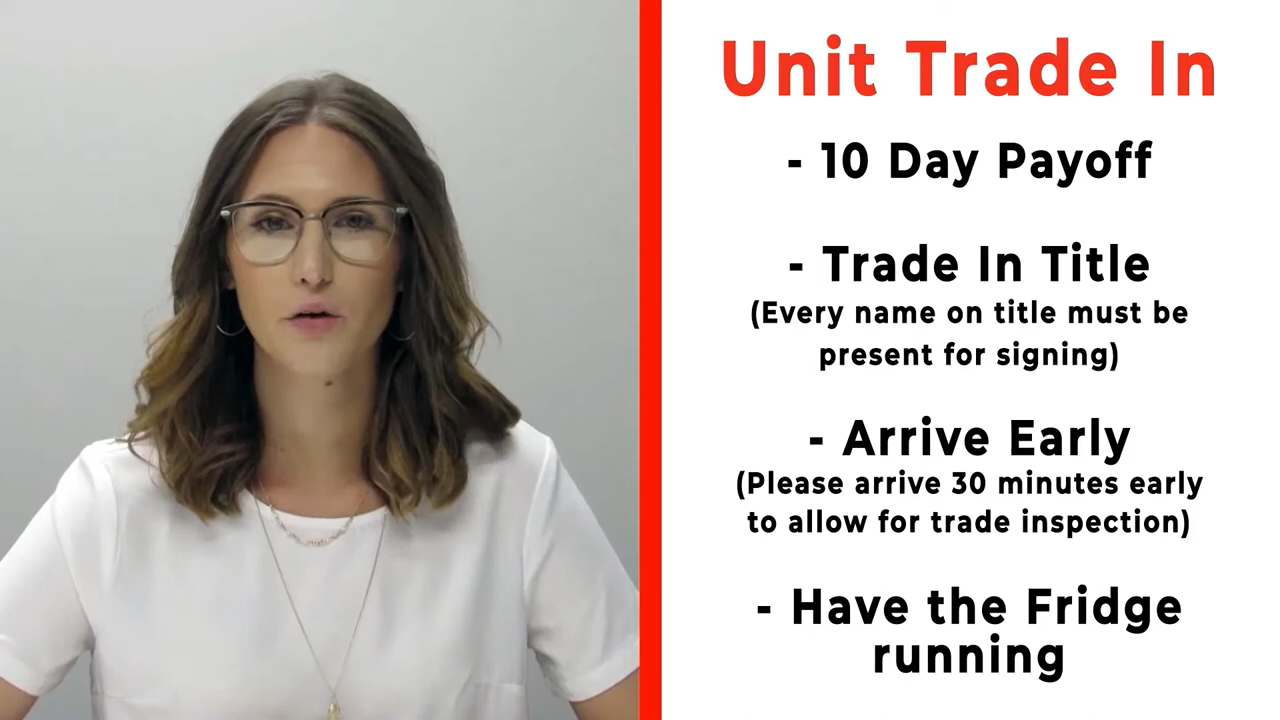 Unit Trade In
- 10 Day Payoff
- Trade In Title
(Every name on title must be
present for signing)
- Arrive Early
(Please arrive 30 minutes early
to allow for trade inspection)
- Have the Fridge
running